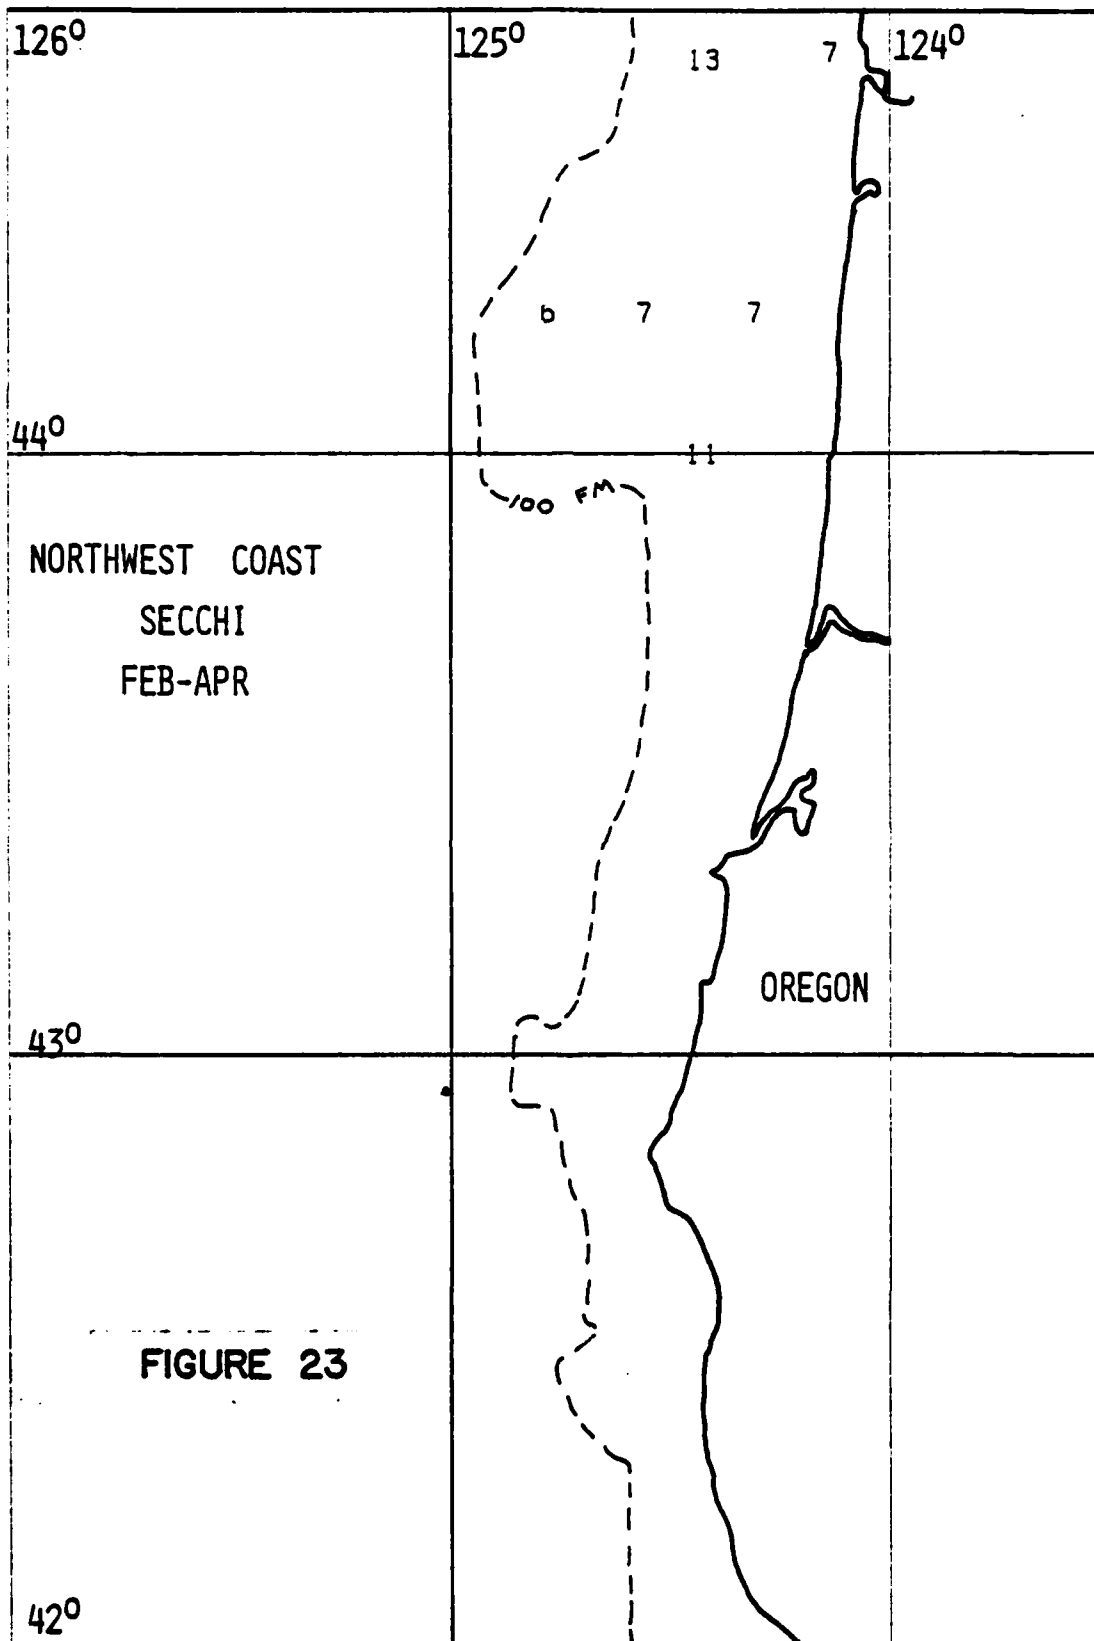 126° 125° 124°
13 7
6 7 7
44°
11
100 FM
NORTHWEST COAST
SECCHI
FEB-APR
OREGON
43°
FIGURE 23
42°